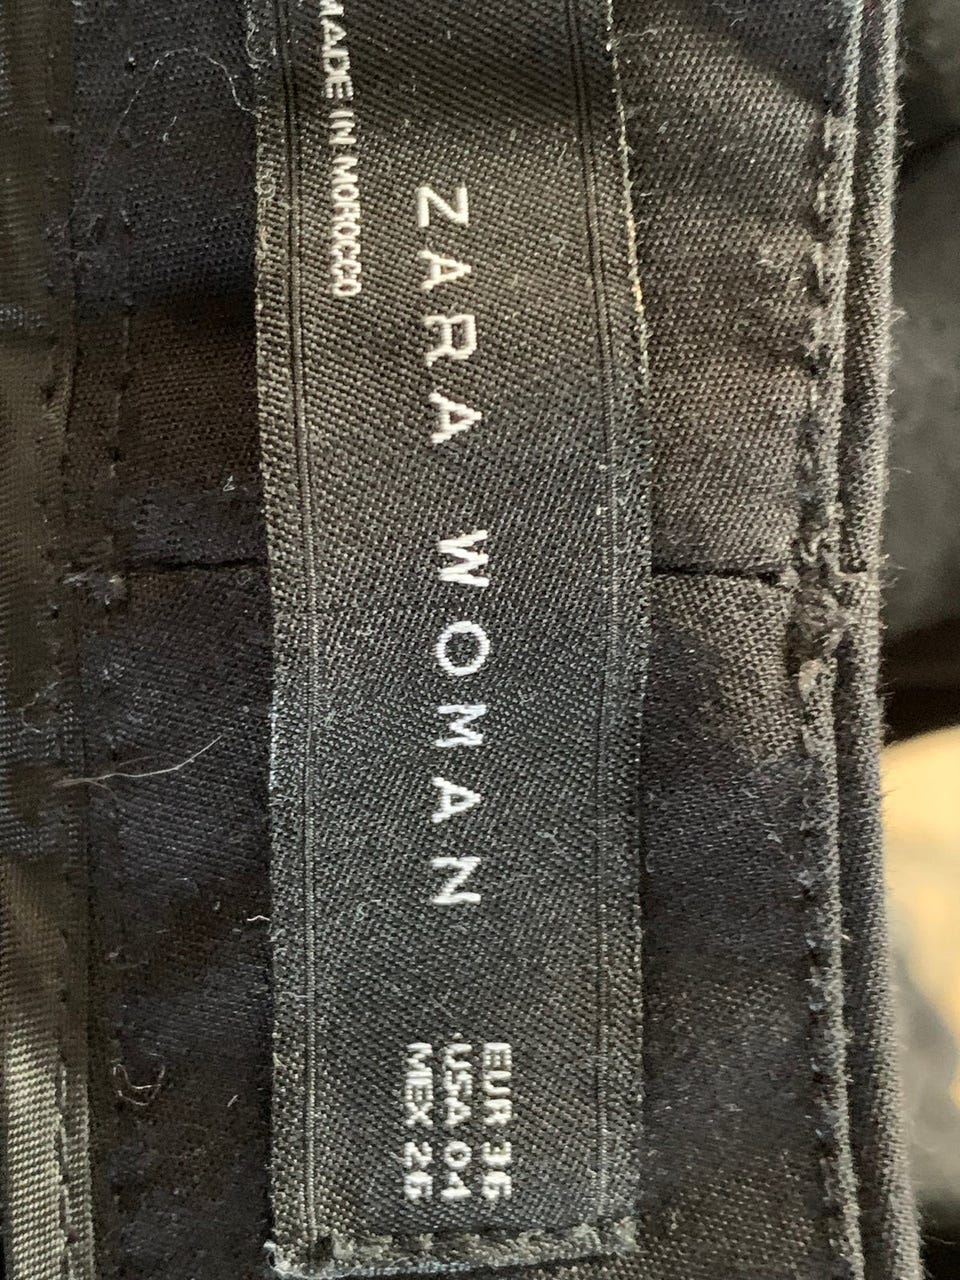 ZARA WOMAN
EUR 36
USA 04
MEX 26
MADE IN MOROCCO